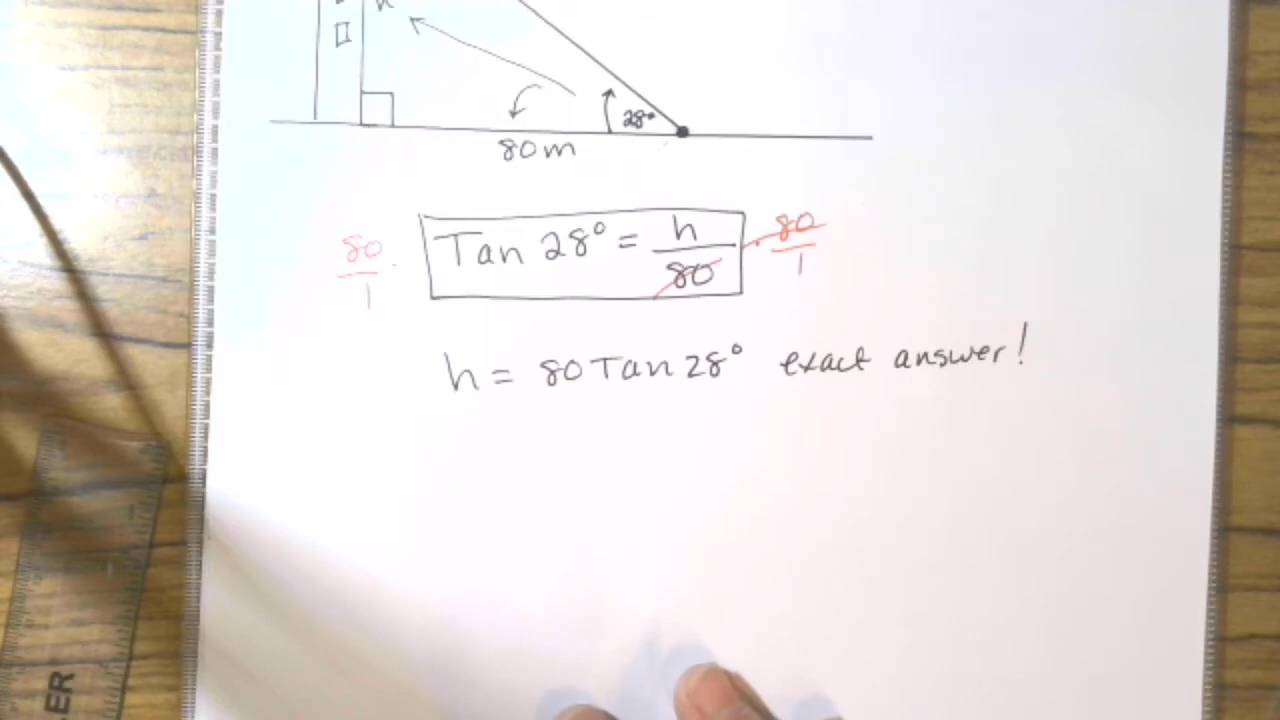 h
28°
80m
80/1 · Tan 28° = h/80 · 80/1
h = 80 Tan 28° exact answer!
ER